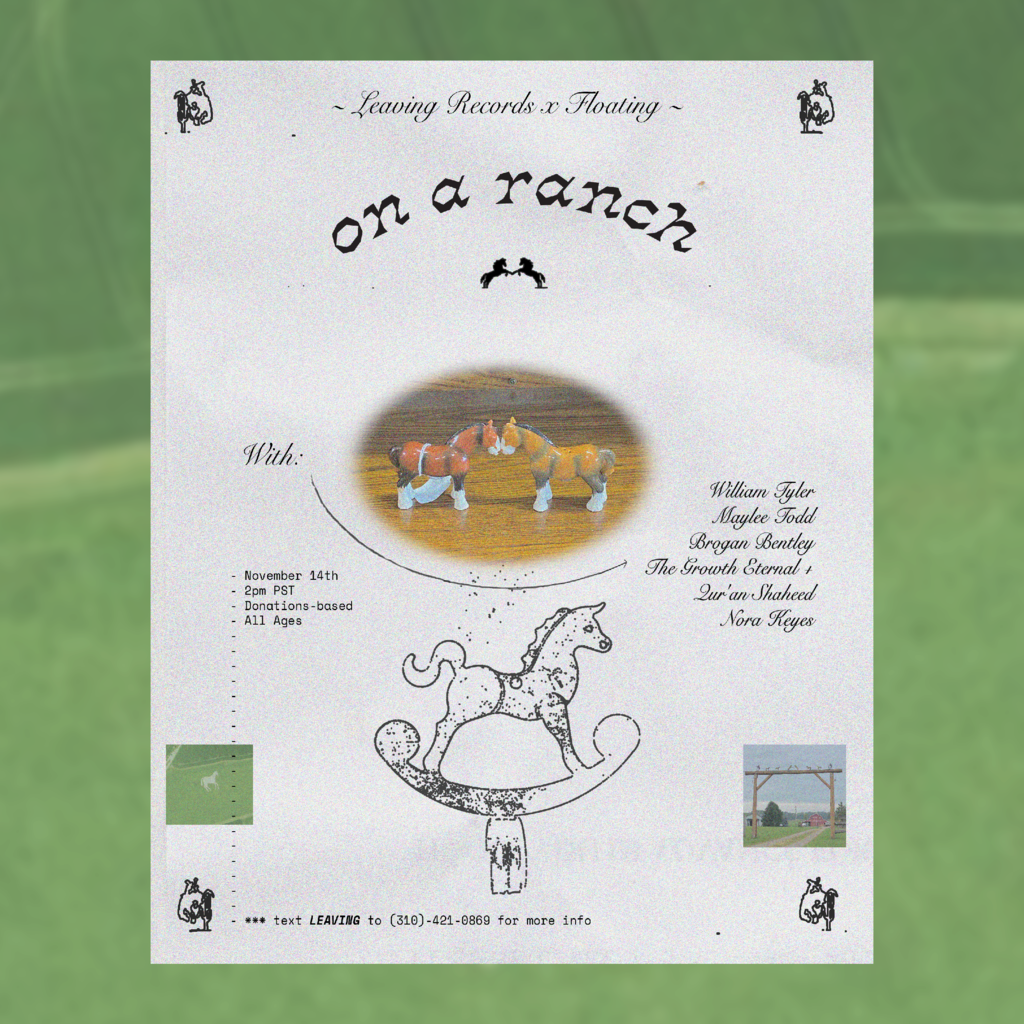 ~ Leaving Records x Floating ~
on a ranch
With:
William Tyler
Maylee Todd
Brogan Bentley
The Growth Eternal +
Qur'an Shaheed
Nora Keyes
- November 14th
- 2pm PST
- Donations-based
- All Ages
- *** text LEAVING to (310)-421-0869 for more info